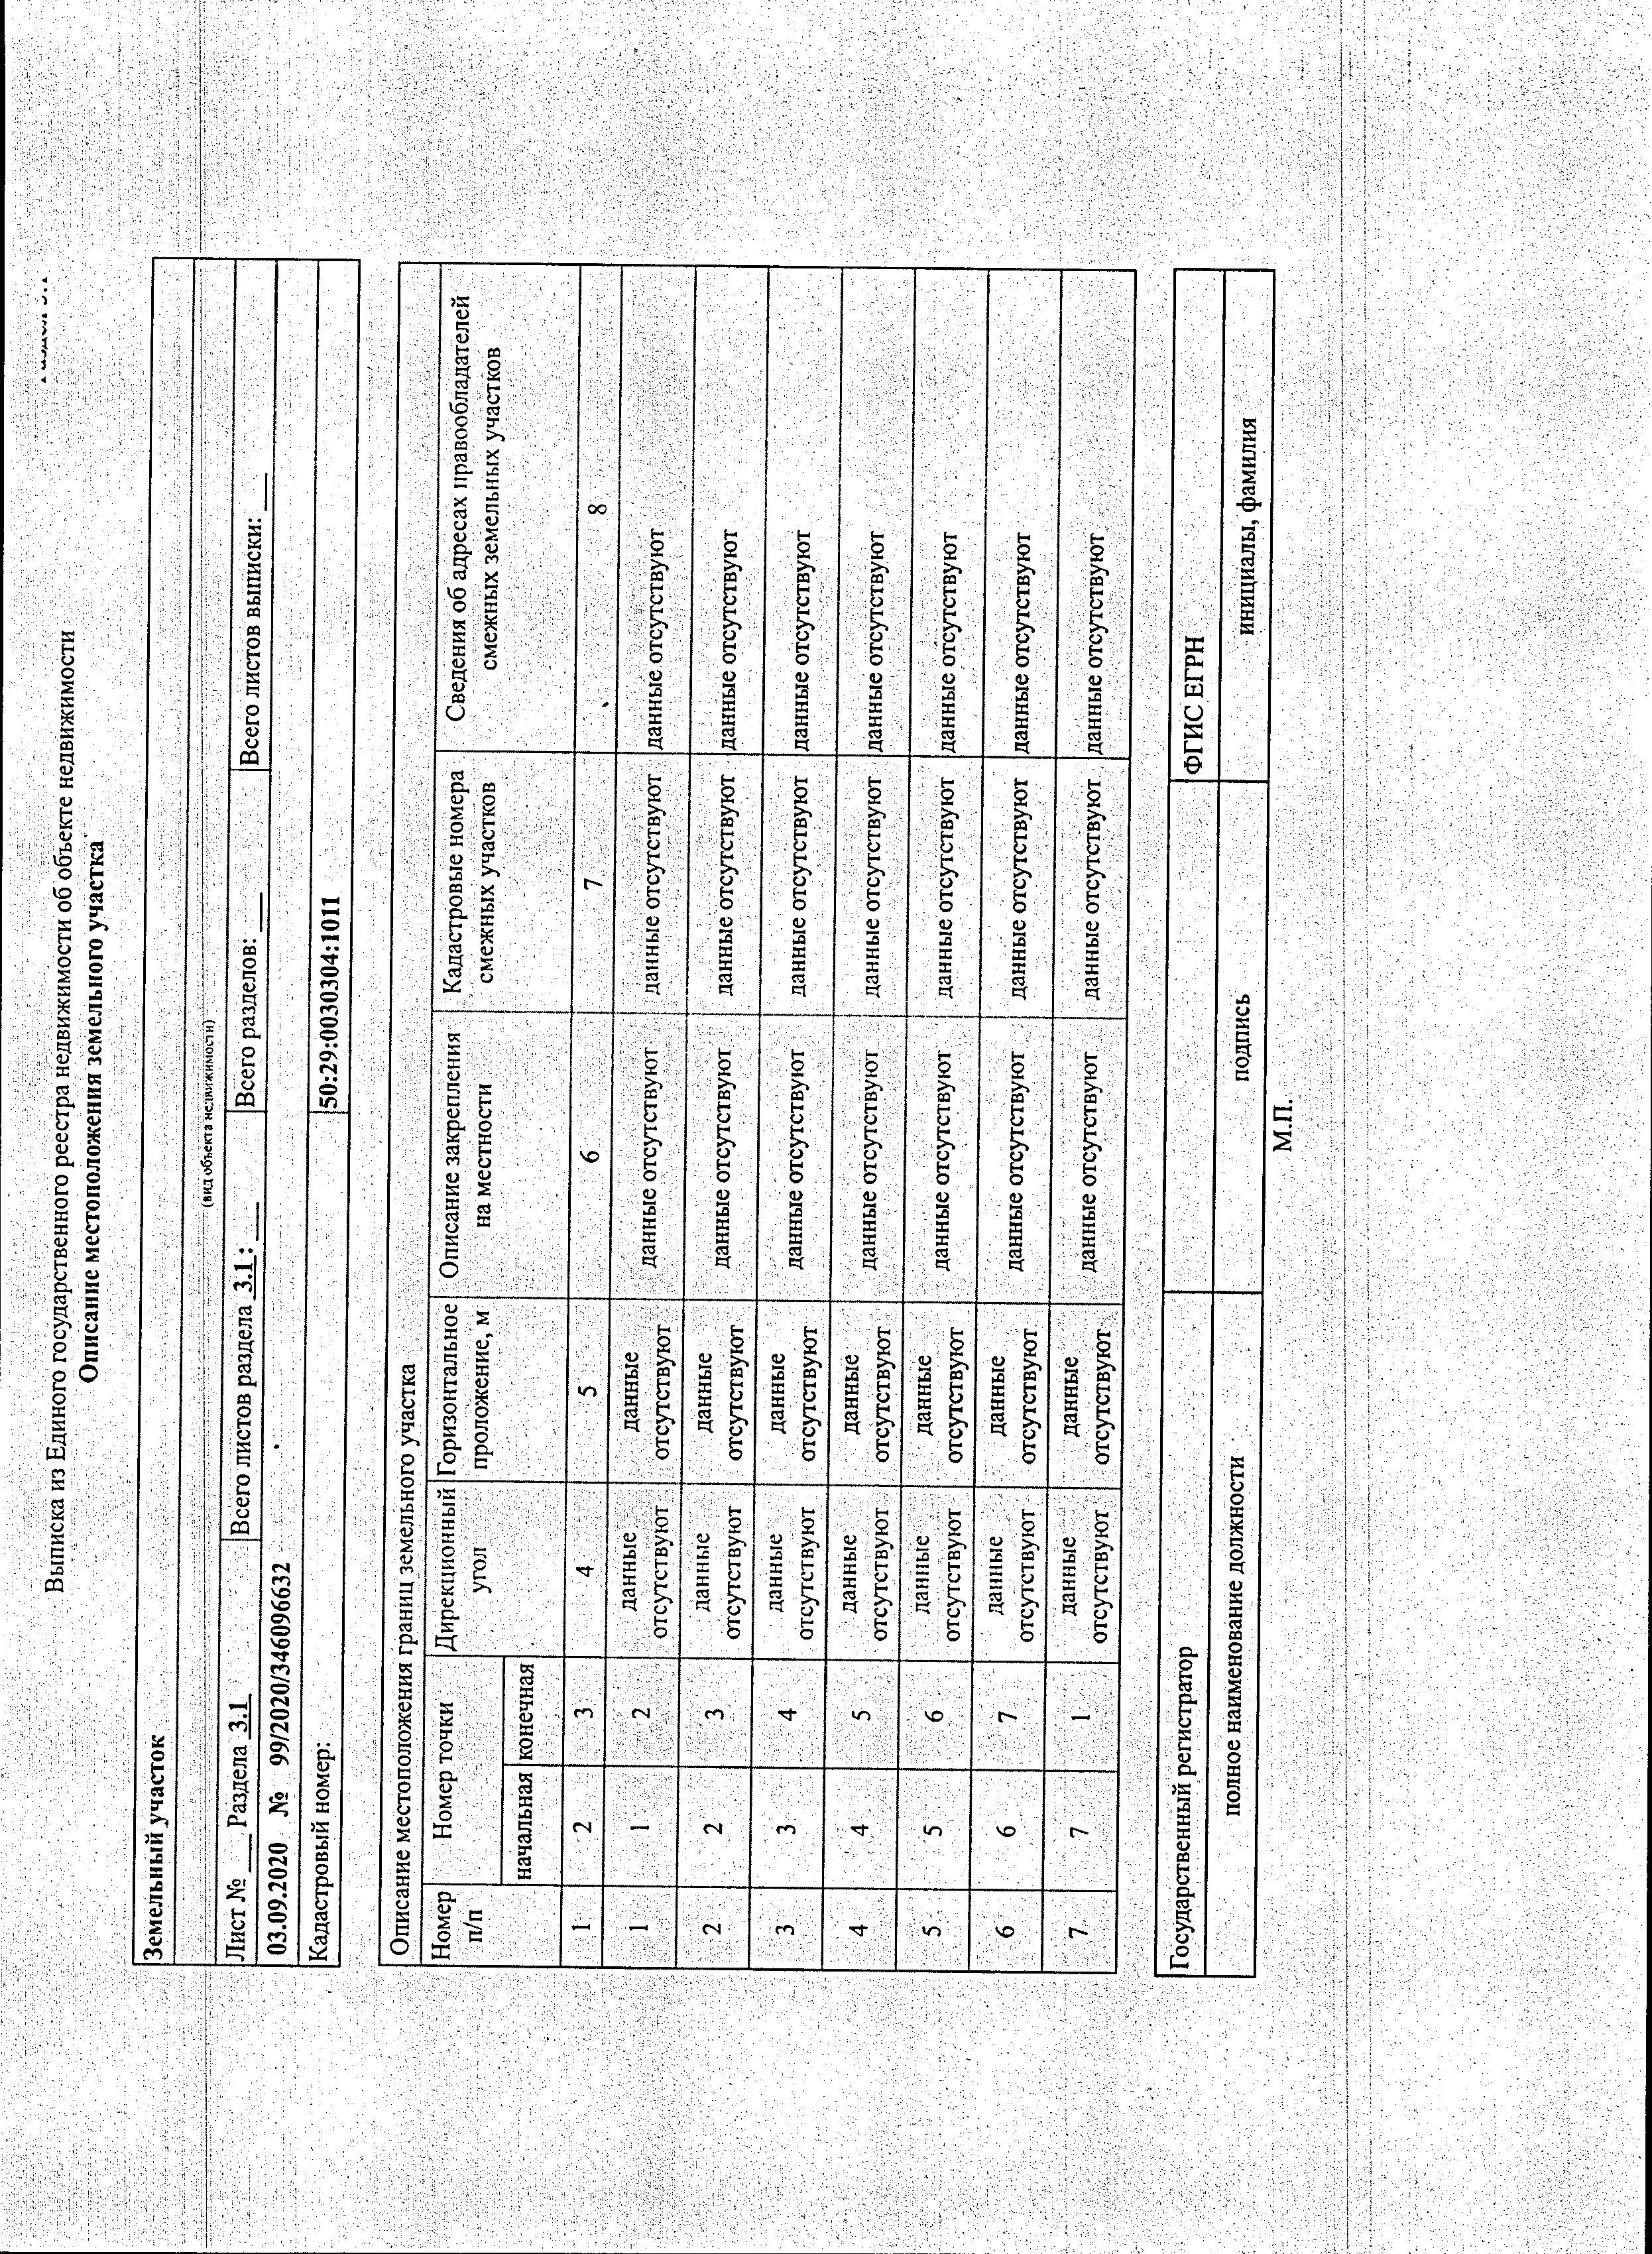 Выписка из Единого государственного реестра недвижимости об объекте недвижимости
Описание местоположения земельного участка
Земельный участок
(вид объекта недвижимости)
Лист № ___ Раздела 3.1 Всего листов раздела 3.1 : ___ Всего разделов: ___ Всего листов выписки: ___
03.09.2020 № 99/2020/346096632
Кадастровый номер: 50:29:0030304:1011
Описание местоположения границ земельного участка
Номер п/п Номер точки Дирекционный угол Горизонтальное проложение, м Описание закрепления на местности Кадастровые номера смежных участков Сведения об адресах правообладателей смежных земельных участков
начальная конечная
1 2 3 4 5 6 7 8
1 1 2 данные отсутствуют данные отсутствуют данные отсутствуют данные отсутствуют данные отсутствуют
2 2 3 данные отсутствуют данные отсутствуют данные отсутствуют данные отсутствуют данные отсутствуют
3 3 4 данные отсутствуют данные отсутствуют данные отсутствуют данные отсутствуют данные отсутствуют
4 4 5 данные отсутствуют данные отсутствуют данные отсутствуют данные отсутствуют данные отсутствуют
5 5 6 данные отсутствуют данные отсутствуют данные отсутствуют данные отсутствуют данные отсутствуют
6 6 7 данные отсутствуют данные отсутствуют данные отсутствуют данные отсутствуют данные отсутствуют
7 7 1 данные отсутствуют данные отсутствуют данные отсутствуют данные отсутствуют данные отсутствуют
Государственный регистратор ФГИС ЕГРН
полное наименование должности подпись инициалы, фамилия
М.П.